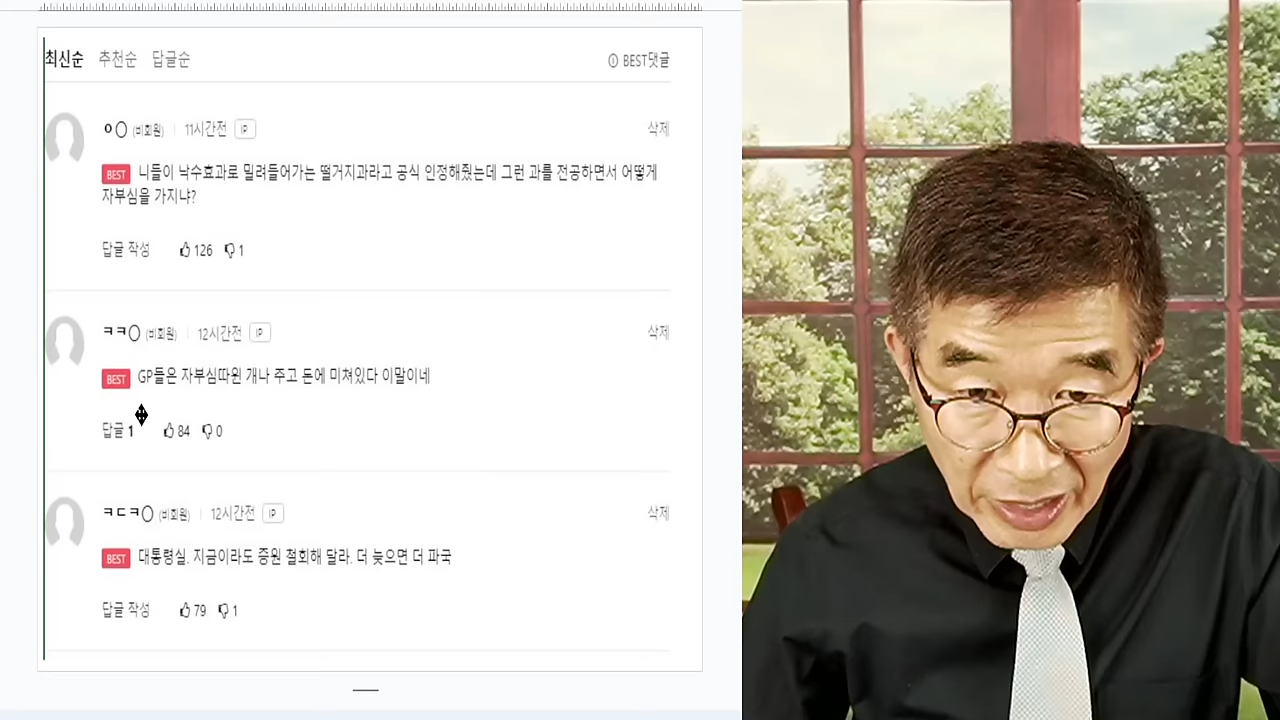 최신순 추천순 답글순 BEST댓글
ㅇ○ (비회원) 11시간전 IP 삭제
BEST 니들이 낙수효과로 밀려들어가는 떨거지과라고 공식 인정해줬는데 그런 과를 전공하면서 어떻게
자부심을 가지냐?
답글 작성 126 1
ㅋㅋ○ (비회원) 12시간전 IP 삭제
BEST GP들은 자부심따윈 개나 주고 돈에 미쳐있다 이말이네
답글 1 84 0
ㅋㄷㅋ○ (비회원) 12시간전 IP 삭제
BEST 대통령실. 지금이라도 증원 철회해 달라. 더 늦으면 더 파국
답글 작성 79 1